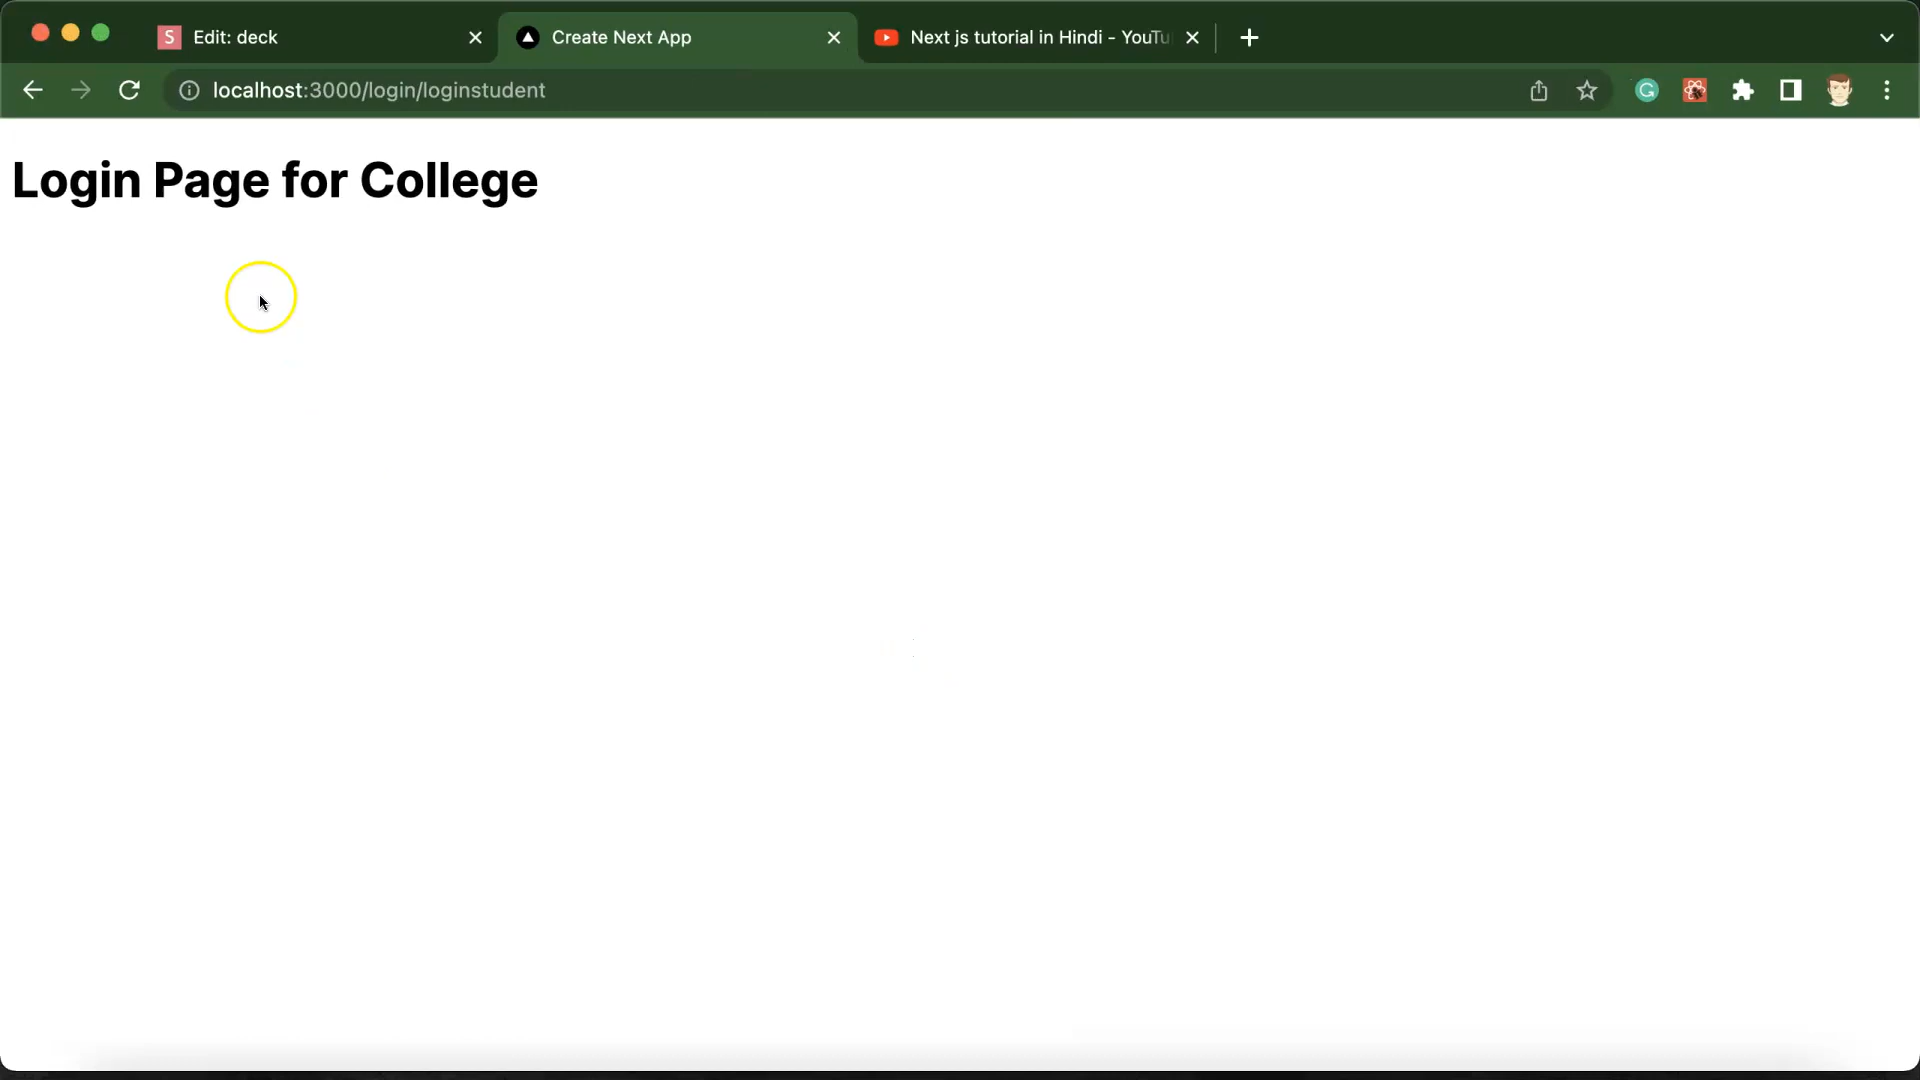 S Edit: deck
Create Next App
Next js tutorial in Hindi - YouTu
localhost:3000/login/loginstudent
Login Page for College